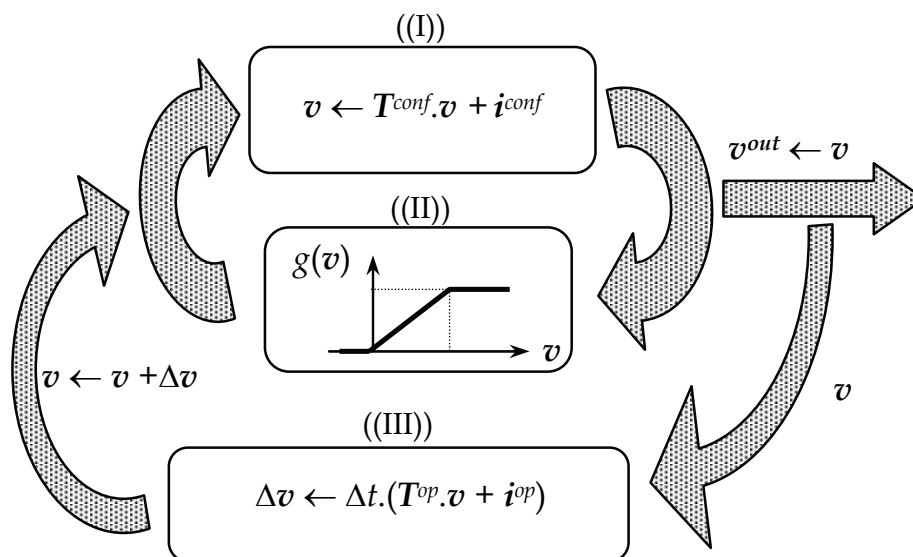 ((I))
v ← T^conf.v + i^conf
v^out ← v
((II))
g(v)
v
v ← v +Δv
v
((III))
Δv ← Δt.(T^op.v + i^op)